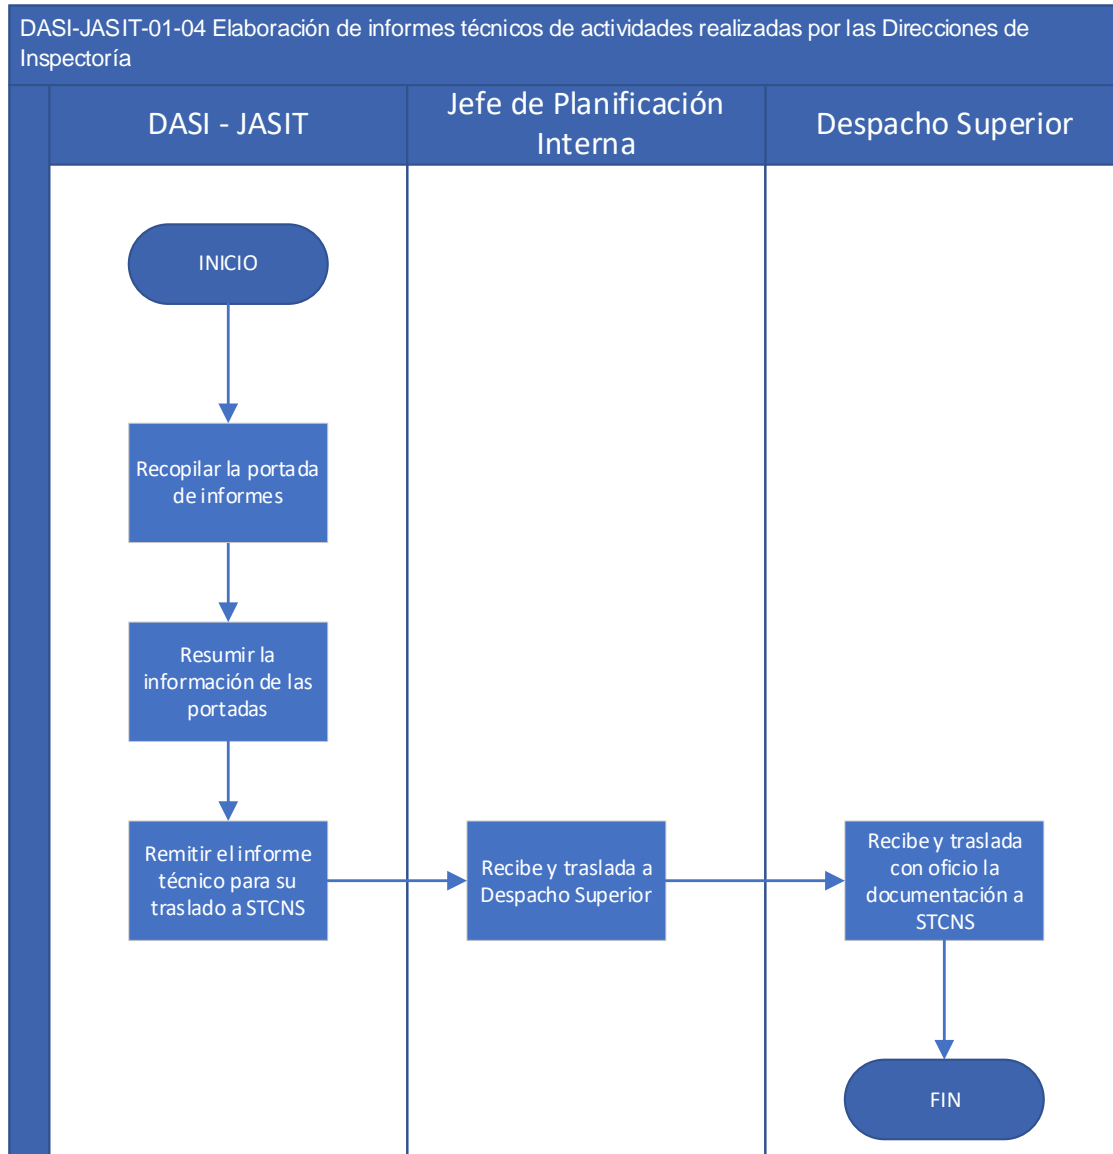 DASI-JASIT-01-04 Elaboración de informes técnicos de actividades realizadas por las Direcciones de
Inspectoría
DASI - JASIT
Jefe de Planificación
Interna
Despacho Superior
INICIO
Recopilar la portada
de informes
Resumir la
información de las
portadas
Remitir el informe
técnico para su
traslado a STCNS
Recibe y traslada a
Despacho Superior
Recibe y traslada
con oficio la
documentación a
STCNS
FIN